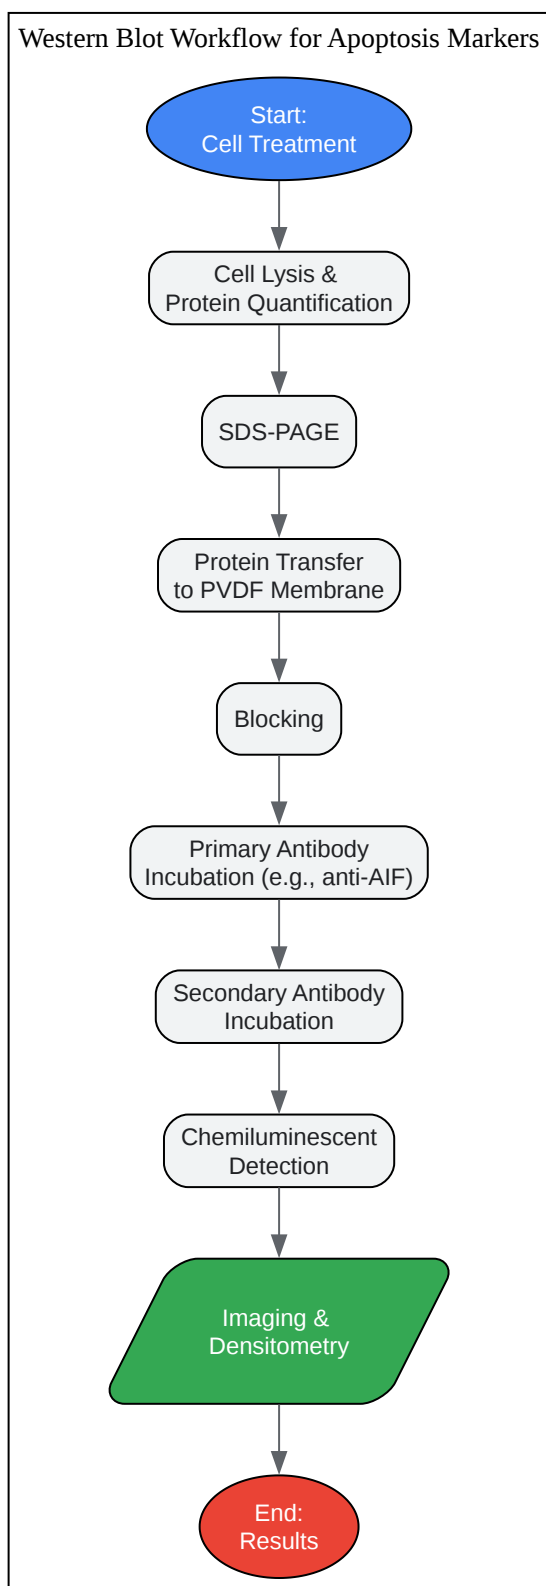 Western Blot Workflow for Apoptosis Markers
Start:
Cell Treatment
Cell Lysis &
Protein Quantification
SDS-PAGE
Protein Transfer
to PVDF Membrane
Blocking
Primary Antibody
Incubation (e.g., anti-AIF)
Secondary Antibody
Incubation
Chemiluminescent
Detection
Imaging &
Densitometry
End:
Results